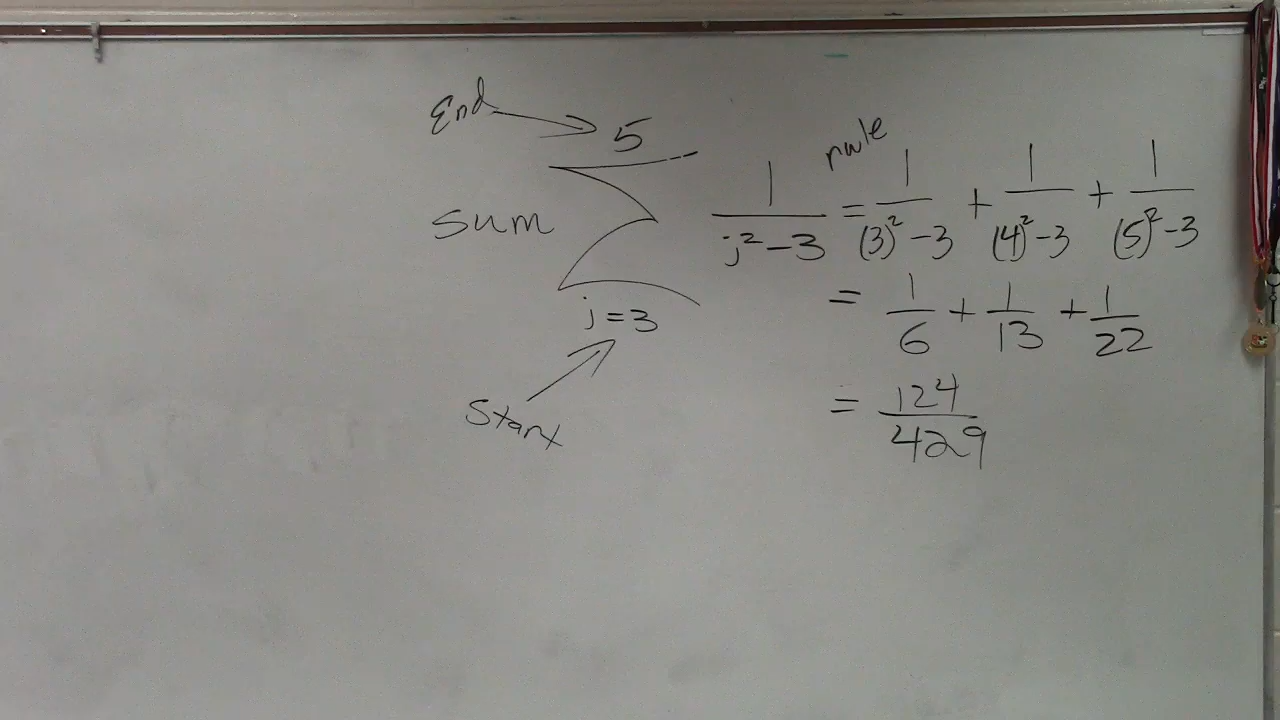 End → 5
rule
sum ∑ 1/(j²-3) = 1/((3)²-3) + 1/((4)²-3) + 1/((5)²-3)
j=3
= 1/6 + 1/13 + 1/22
= 124/429
Start